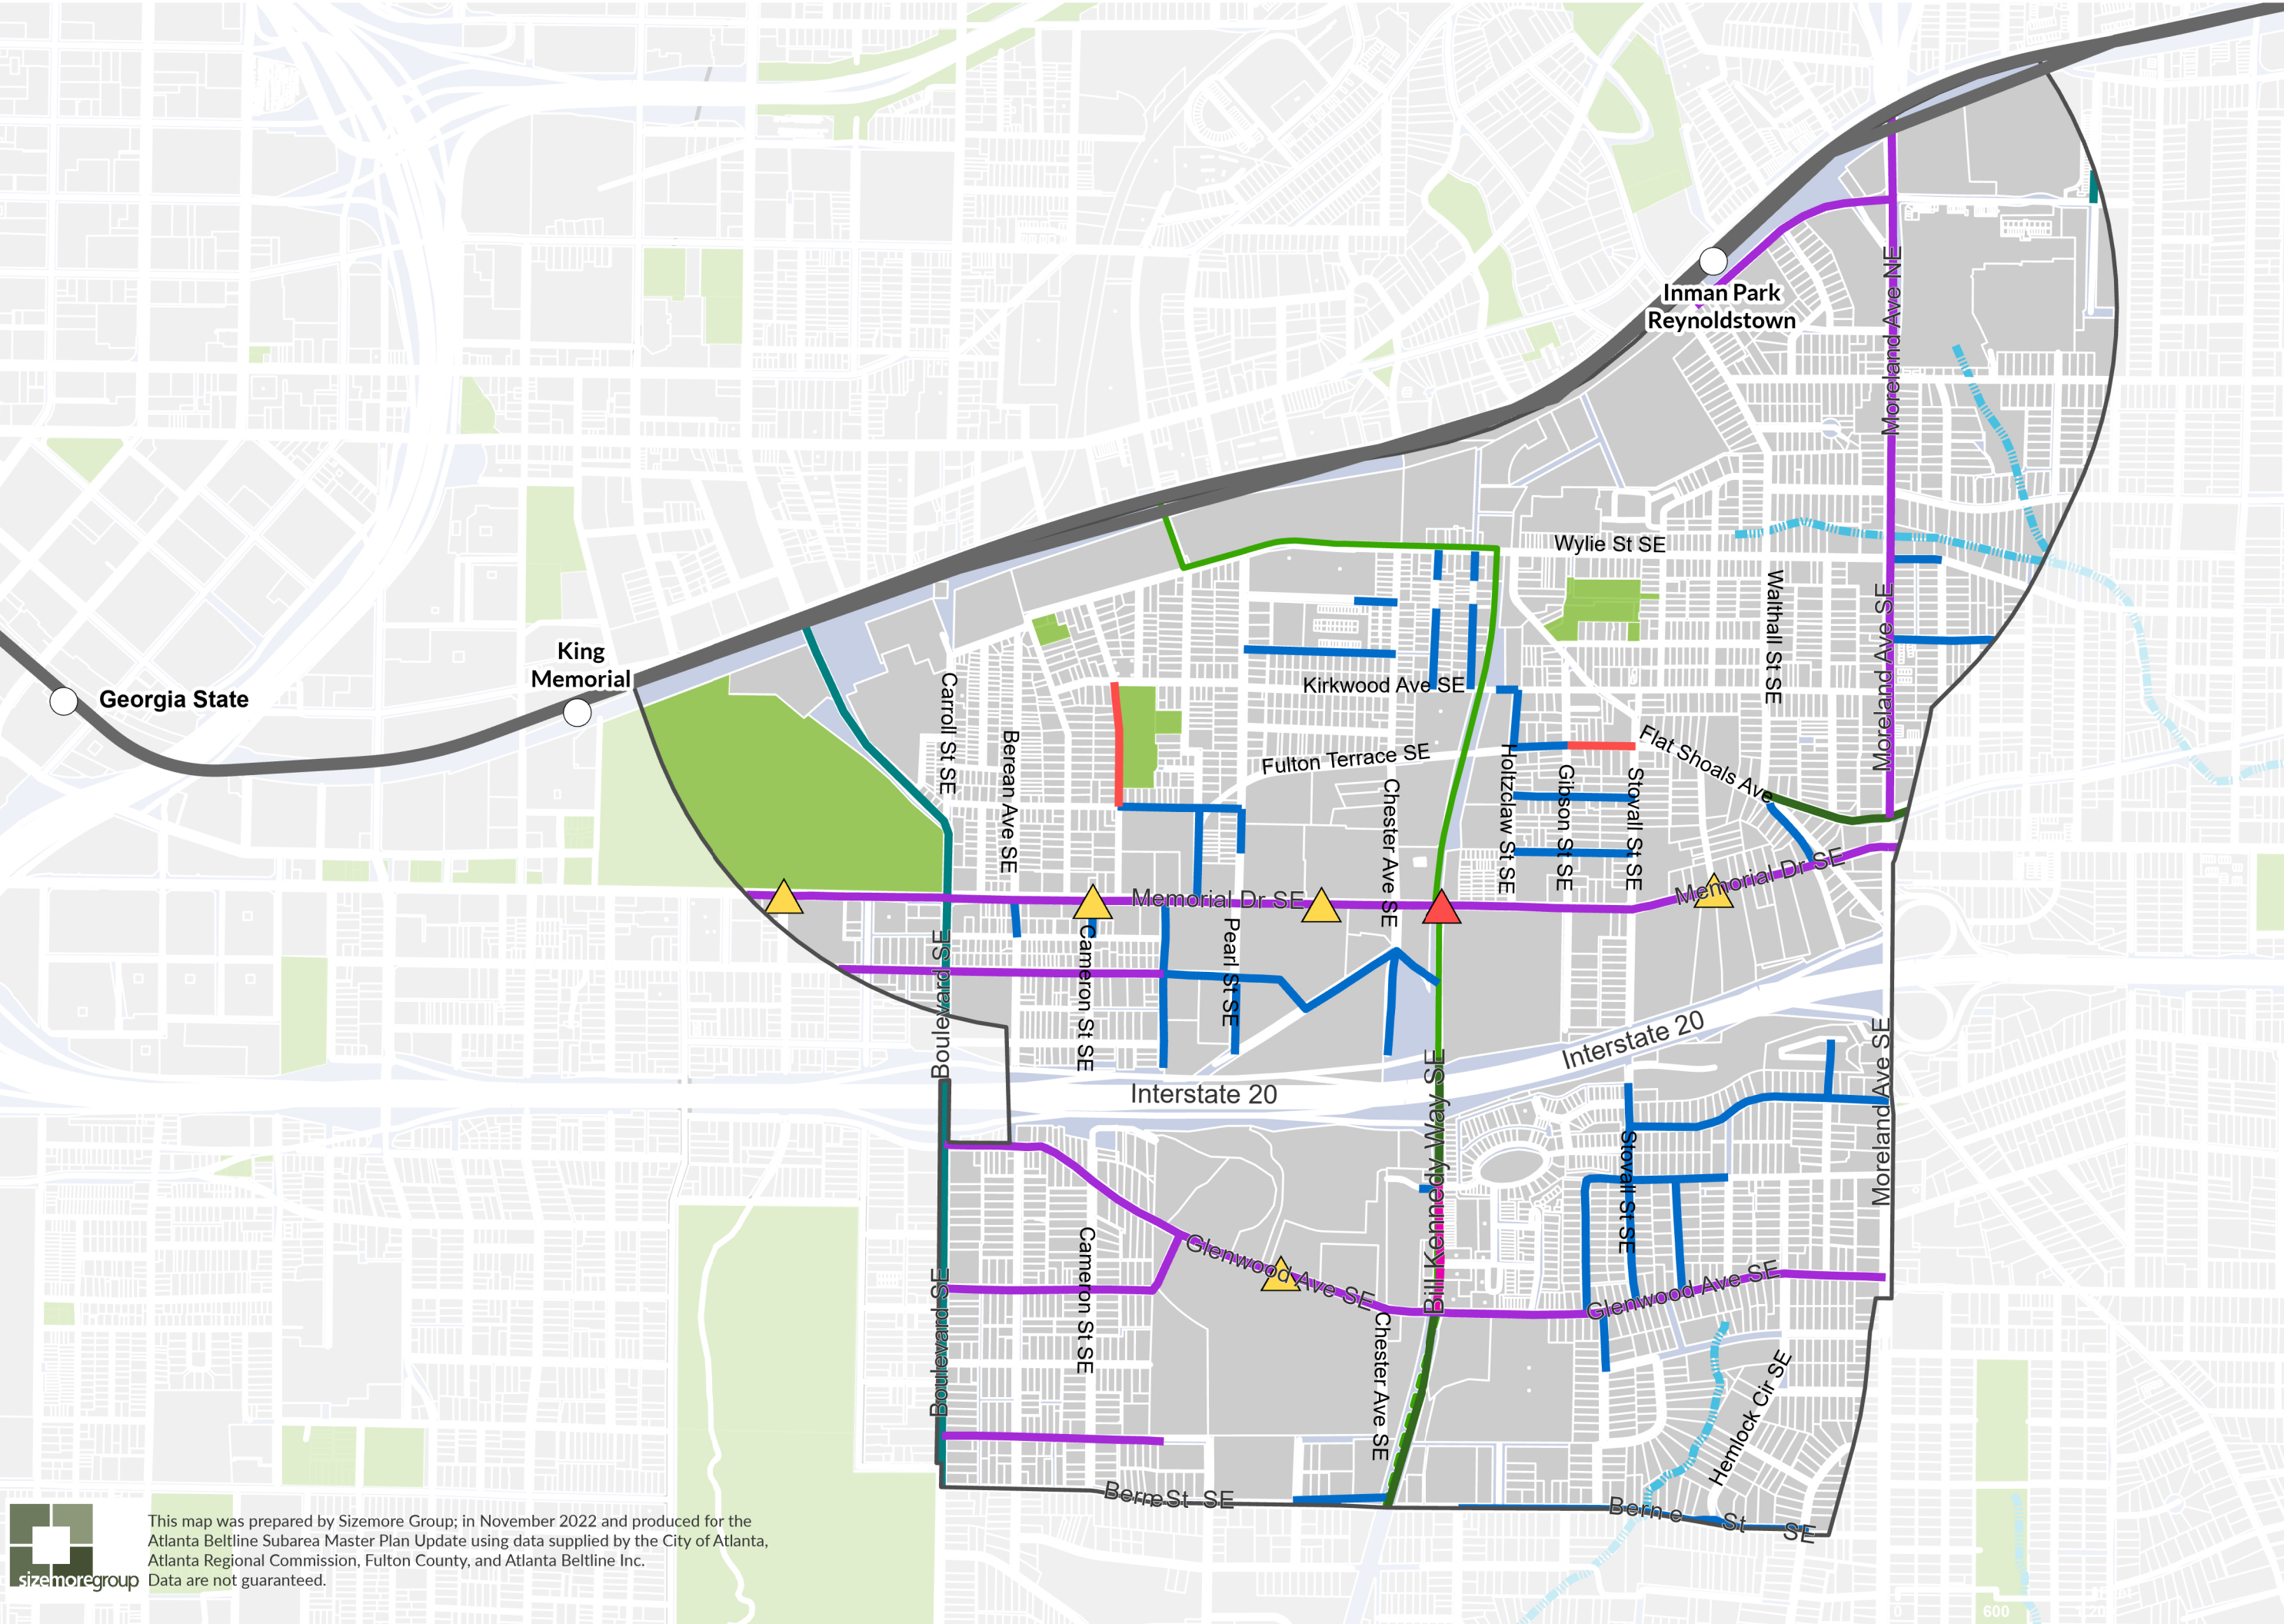 Moreland Ave NE
Inman Park
Reynoldstown
Wylie St SE
Walthall St SE
Moreland Ave SE
King
Memorial
Georgia State
Carroll St SE
Kirkwood Ave SE
Berean Ave SE
Fulton Terrace SE
Flat Shoals Ave
Holtzclaw St SE
Gibson St SE
Stovall St SE
Chester Ave SE
Memorial Dr SE
Memorial Dr SE
Boulevard SE
Cameron St SE
Pearl St SE
Interstate 20
Interstate 20
Bill Kennedy Way SE
Moreland Ave SE
Stovall St SE
Cameron St SE
Glenwood Ave SE
Glenwood Ave SE
Boulevard SE
Chester Ave SE
Hemlock Cir SE
Berne St SE
Berne St SE
This map was prepared by Sizemore Group; in November 2022 and produced for the
Atlanta Beltline Subarea Master Plan Update using data supplied by the City of Atlanta,
Atlanta Regional Commission, Fulton County, and Atlanta Beltline Inc.
Data are not guaranteed.
sizemoregroup
0 600